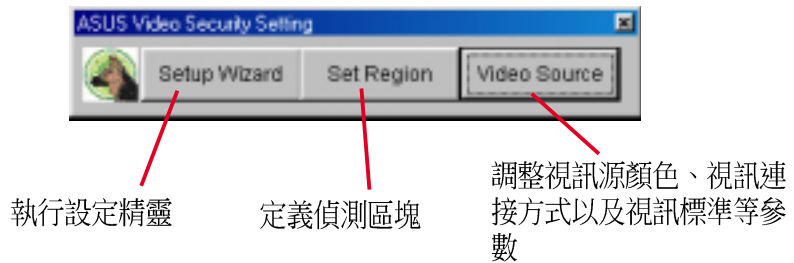 ASUS Video Security Setting
Setup Wizard
Set Region
Video Source
執行設定精靈
定義偵測區塊
調整視訊源顏色、視訊連
接方式以及視訊標準等參
數